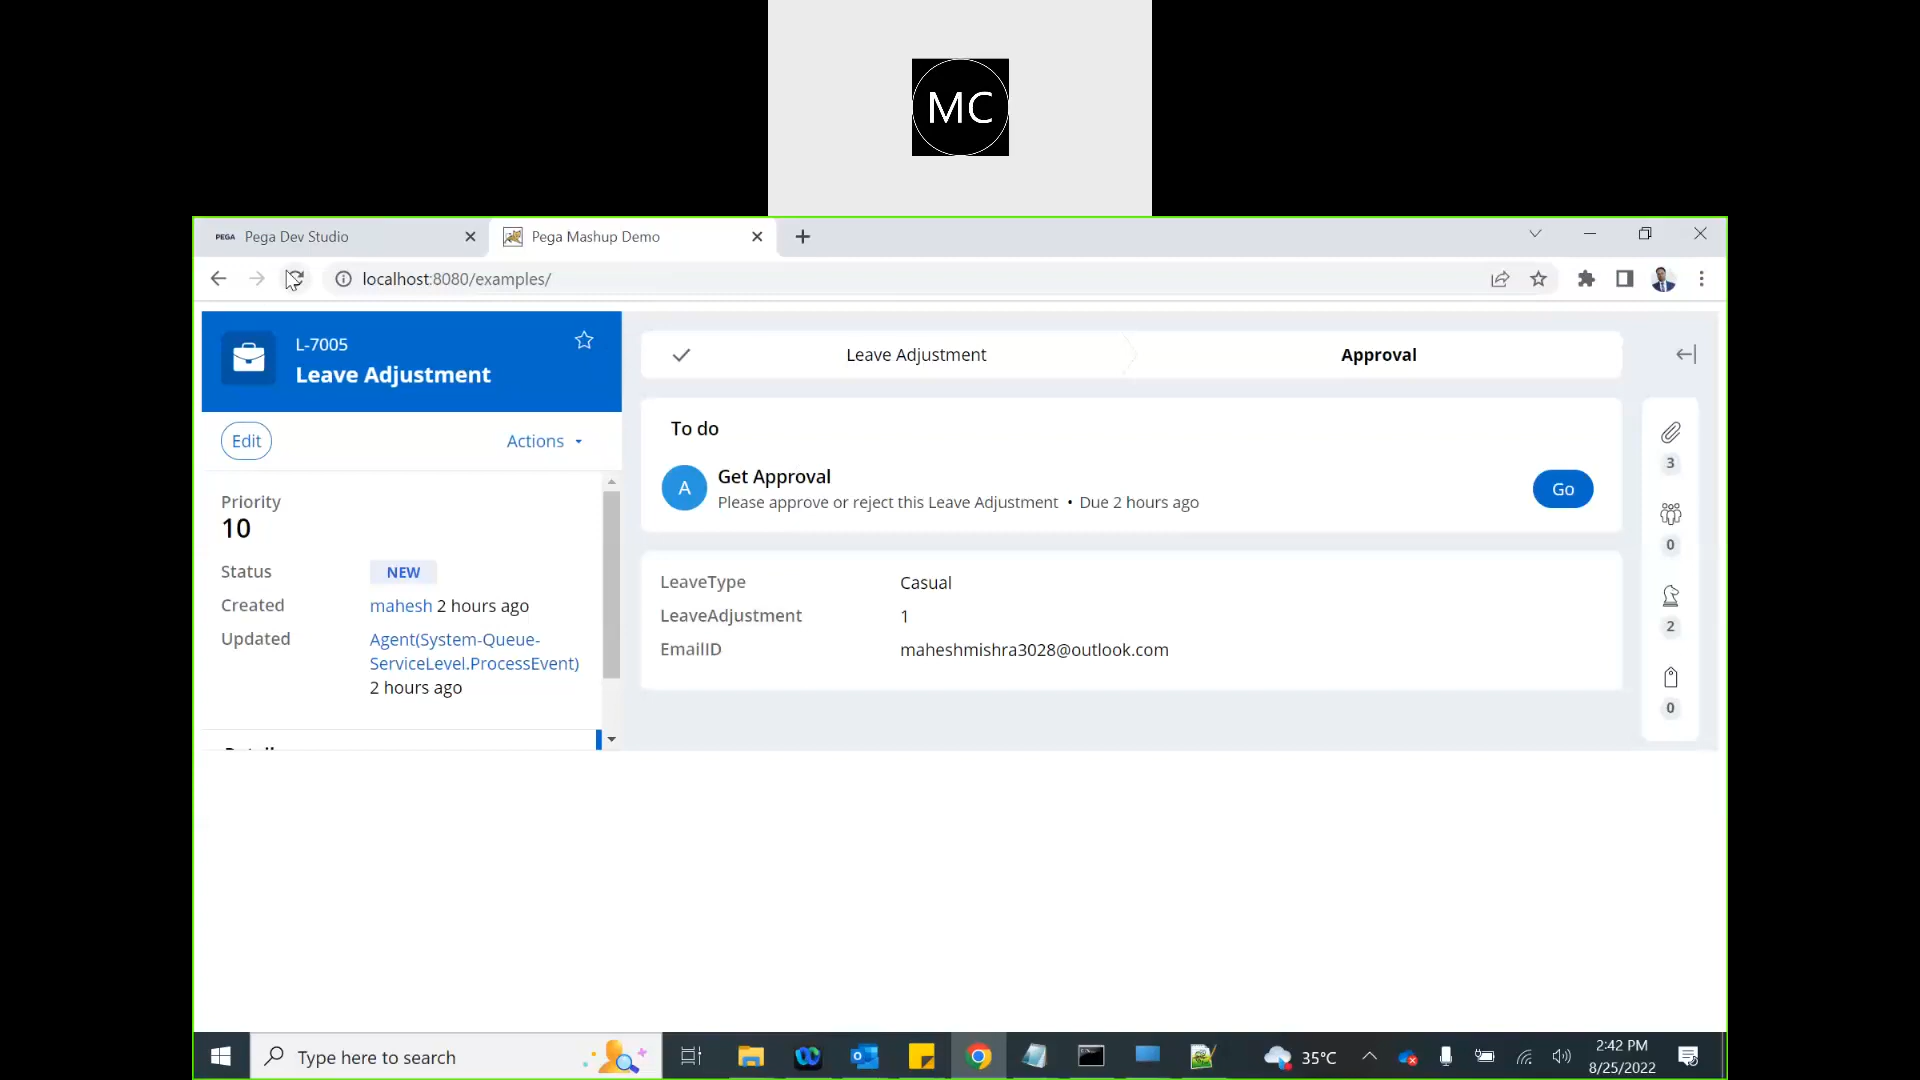 MC
PEGA Pega Dev Studio
Pega Mashup Demo
localhost:8080/examples/
L-7005
Leave Adjustment
Edit
Actions
Priority
10
Status NEW
Created mahesh 2 hours ago
Updated Agent(System-Queue-
ServiceLevel.ProcessEvent)
2 hours ago
Leave Adjustment
Approval
To do
A
Get Approval
Please approve or reject this Leave Adjustment • Due 2 hours ago
Go
LeaveType Casual
LeaveAdjustment 1
EmailID maheshmishra3028@outlook.com
3
0
2
0
Type here to search
35°C
2:42 PM
8/25/2022